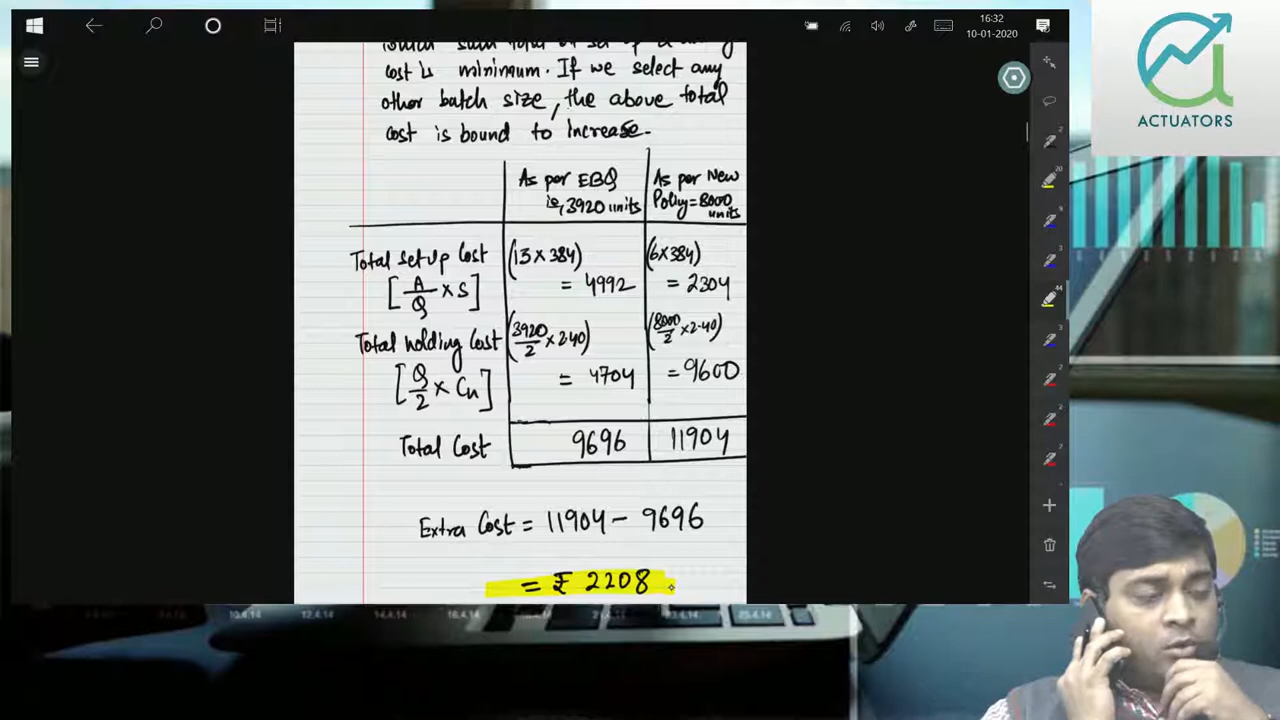 16:32
10-01-2020
ACTUATORS
cost is minimum. If we select any
other batch size, the above total
cost is bound to increase.
As per EBQ
ie, 3920 units
As per New
Policy = 8000
units
Total set up Cost
[A/Q × S]
(13 × 384)
= 4992
(6 × 384)
= 2304
Total holding Cost
[Q/2 × Ch]
(3920/2 × 2.40)
= 4704
(8000/2 × 2.40)
= 9600
Total Cost
9696
11904
Extra Cost = 11904 - 9696
= ₹ 2208